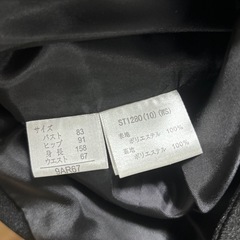 サイズ
バスト 83
ヒップ 91
身長 158
ウエスト 67
9AR67
ST1280(10)(WS)
表地
ポリエステル 100%
裏地
ポリエステル 100%